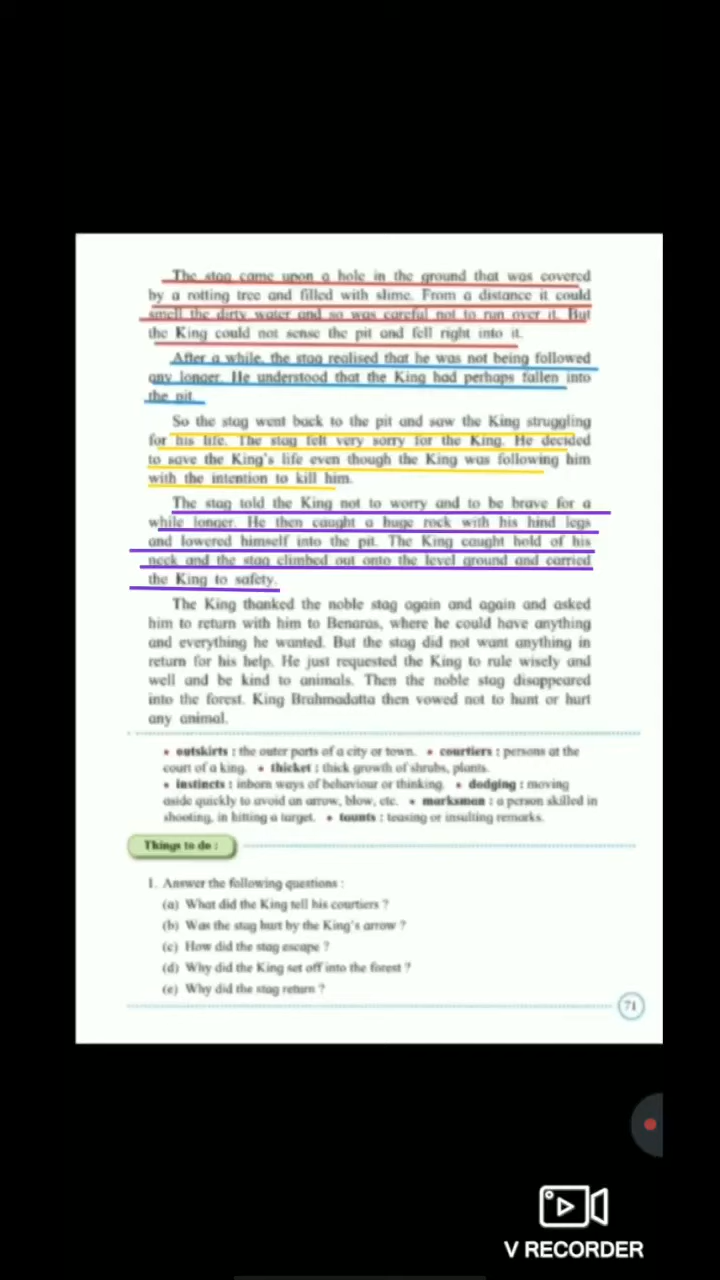 The stag came upon a hole in the ground that was covered
by a rotting tree and filled with slime. From a distance it could
smell the dirty water and so was careful not to run over it. But
the King could not sense the pit and fell right into it.
After a while, the stag realised that he was not being followed
any longer. He understood that the King had perhaps fallen into
the pit.
So the stag went back to the pit and saw the King struggling
for his life. The stag felt very sorry for the King. He decided
to save the King's life even though the King was following him
with the intention to kill him.
The stag told the King not to worry and to be brave for a
while longer. He then caught a huge rock with his hind legs
and lowered himself into the pit. The King caught hold of his
neck and the stag climbed out onto the level ground and carried
the King to safety.
The King thanked the noble stag again and again and asked
him to return with him to Benaras, where he could have anything
and everything he wanted. But the stag did not want anything in
return for his help. He just requested the King to rule wisely and
well and be kind to animals. Then the noble stag disappeared
into the forest. King Brahmadatta then vowed not to hunt or hurt
any animal.
• outskirts : the outer parts of a city or town. • courtiers : persons at the
court of a king. • thicket : thick growth of shrubs, plants.
• instincts : inborn ways of behaviour or thinking. • dodging : moving
aside quickly to avoid an arrow, blow, etc. • marksman : a person skilled in
shooting, in hitting a target. • taunts : teasing or insulting remarks.
Things to do :
1. Answer the following questions :
(a) What did the King tell his courtiers ?
(b) Was the stag hurt by the King's arrow ?
(c) How did the stag escape ?
(d) Why did the King set off into the forest ?
(e) Why did the stag return ?
71
V RECORDER